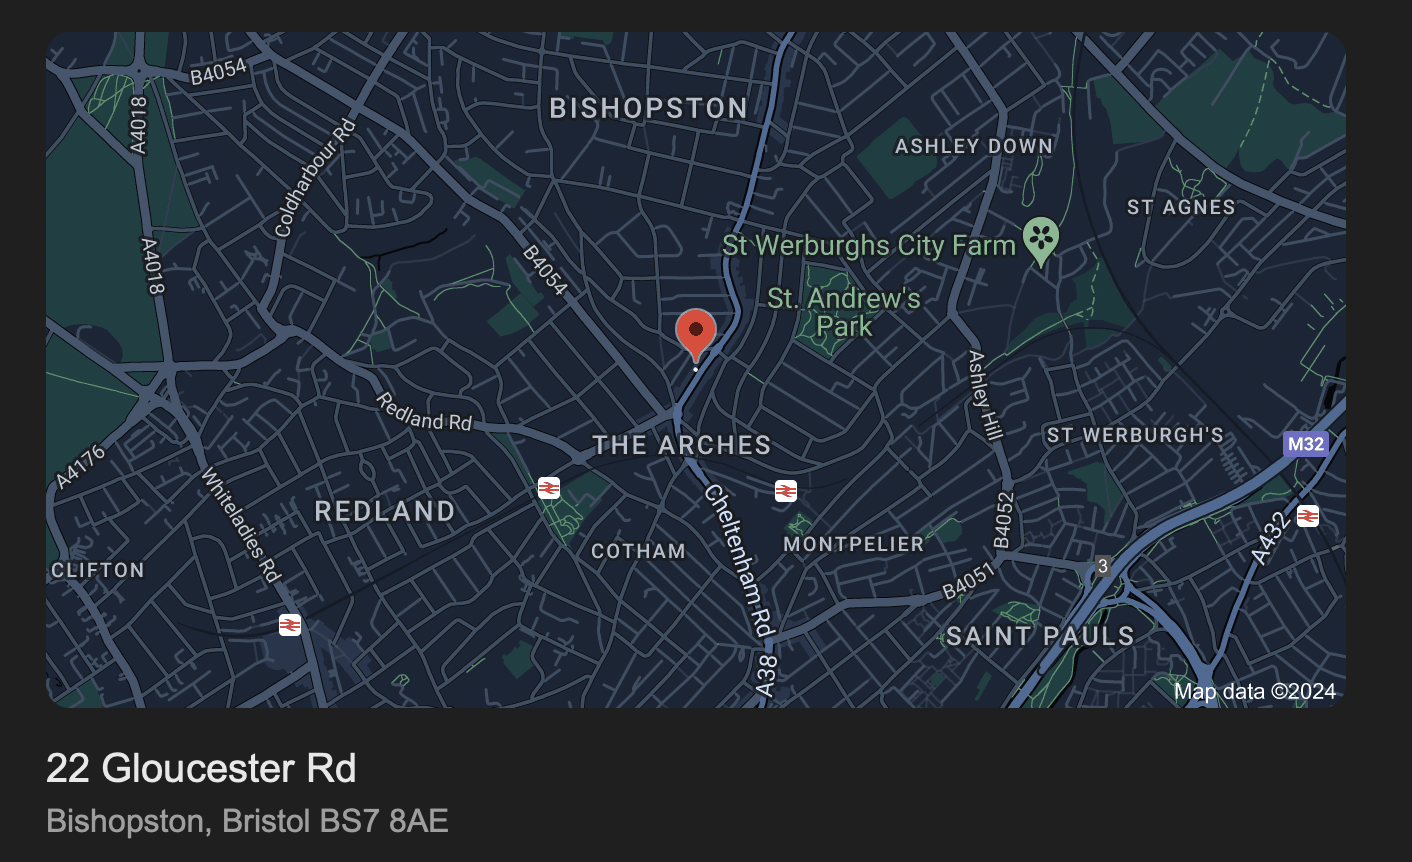 B4054
A4018
BISHOPSTON
Coldharbour Rd
ASHLEY DOWN
ST AGNES
A4018
B4054
St Werburghs City Farm
St. Andrew's
Park
Redland Rd
Ashley Hill
THE ARCHES
ST WERBURGH'S
M32
A4176
Whiteladies Rd
REDLAND
Cheltenham Rd
B4052
A432
COTHAM
MONTPELIER
CLIFTON
3
B4051
SAINT PAULS
A38
Map data ©2024
22 Gloucester Rd
Bishopston, Bristol BS7 8AE